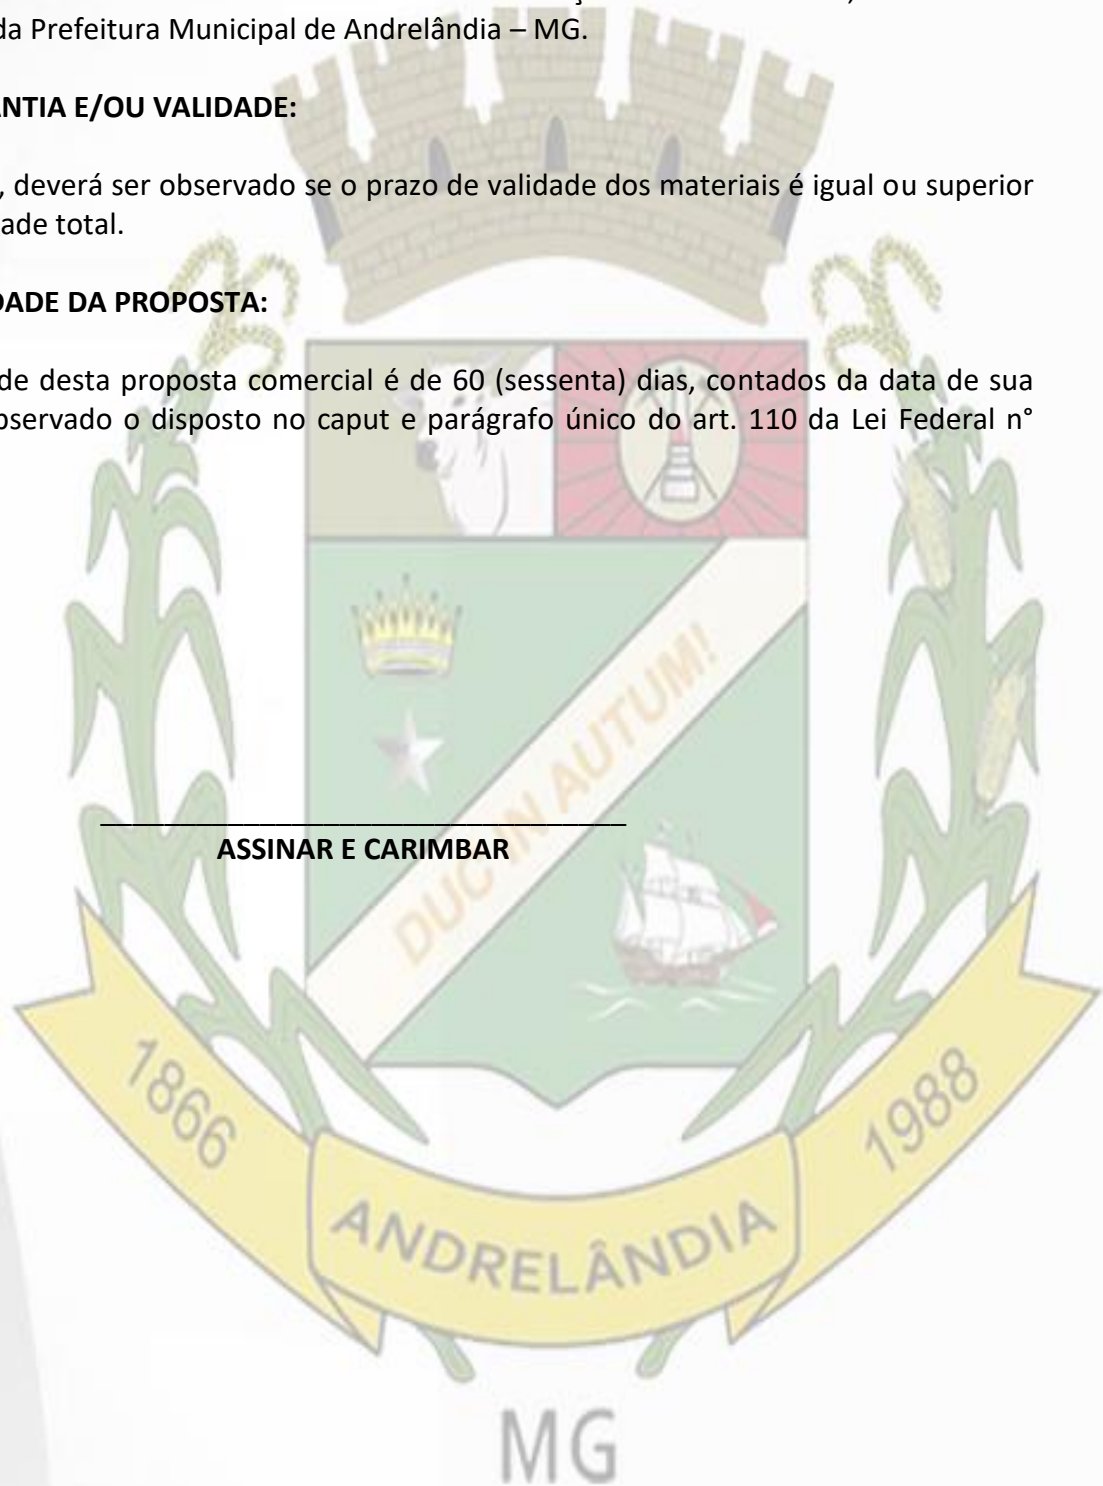 da Prefeitura Municipal de Andrelândia – MG.
ANTIA E/OU VALIDADE:
, deverá ser observado se o prazo de validade dos materiais é igual ou superior
ade total.
DADE DA PROPOSTA:
de desta proposta comercial é de 60 (sessenta) dias, contados da data de sua
bservado o disposto no caput e parágrafo único do art. 110 da Lei Federal n°
ASSINAR E CARIMBAR
DUC IN AUTUM!
1866
ANDRELÂNDIA
1988
MG